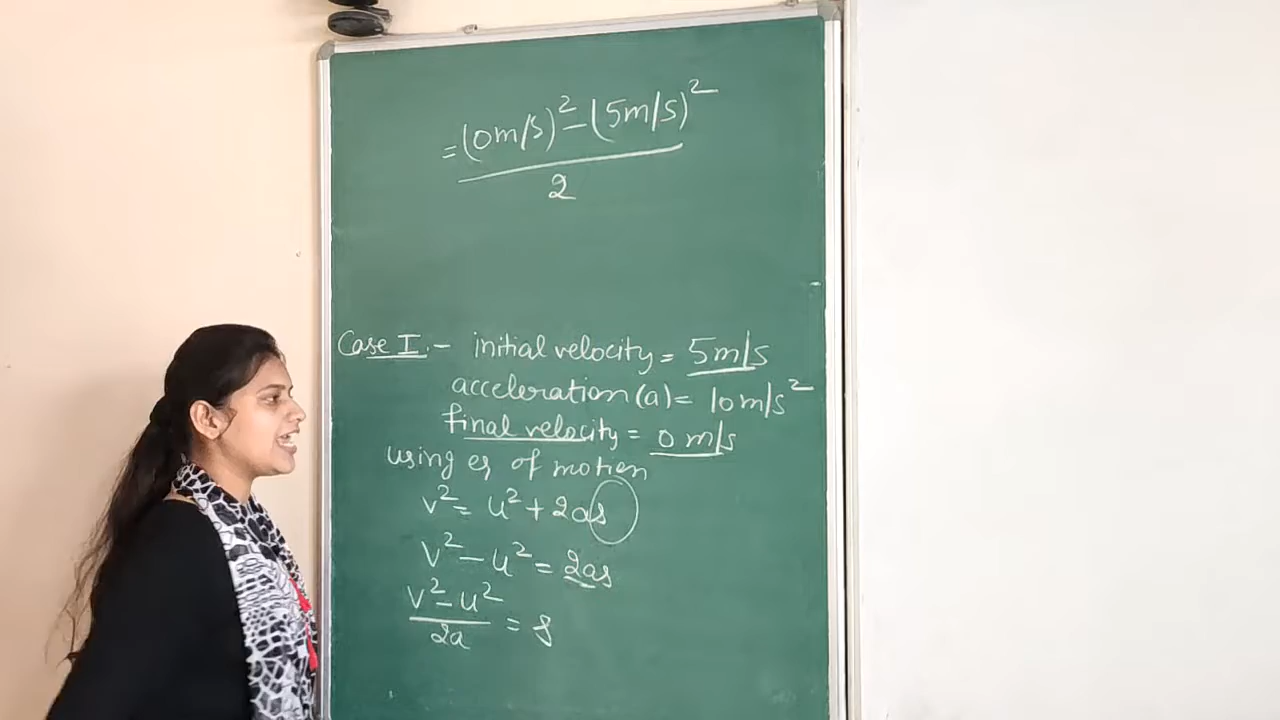 = (0m/s)² - (5m/s)²
2
Case I :- initial velocity = 5m/s
acceleration (a) = 10m/s²
final velocity = 0 m/s
using eq of motion
v² = u² + 2as
v² - u² = 2as
v² - u²
2a = s